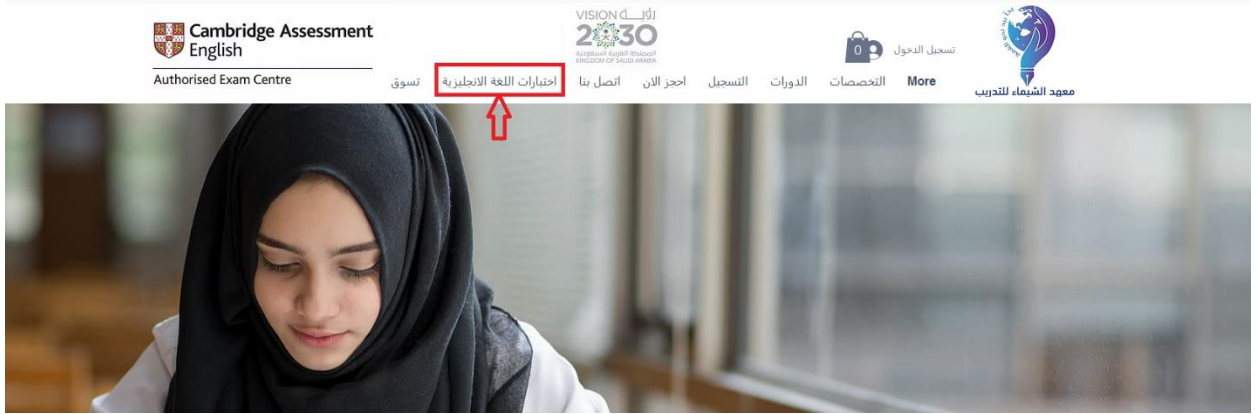 Cambridge Assessment
English
Authorised Exam Centre
VISION رؤيـــة
2030
المملكة العربية السعودية
KINGDOM OF SAUDI ARABIA
0
تسجيل الدخول
معهد الشيماء للتدريب
More التخصصات الدورات التسجيل احجز الان اتصل بنا اختبارات اللغة الانجليزية تسوق